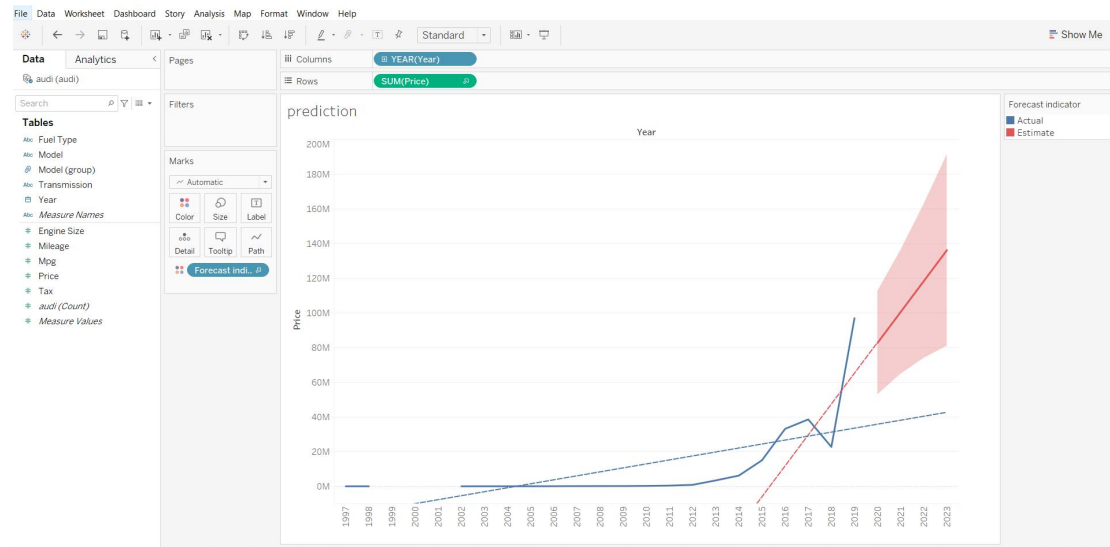 File Data Worksheet Dashboard Story Analysis Map Format Window Help
Standard
Show Me
Data Analytics
audi (audi)
Search
Tables
Abc Fuel Type
Abc Model
Model (group)
Abc Transmission
Year
Abc Measure Names
Engine Size
Mileage
Mpg
Price
Tax
audi (Count)
Measure Values
Pages
Filters
Marks
Automatic
Color Size Label
Detail Tooltip Path
Forecast indi..
Columns YEAR(Year)
Rows SUM(Price)
prediction
Year
200M
180M
160M
140M
120M
100M
80M
60M
40M
20M
0M
Price
1997 1998 1999 2000 2001 2002 2003 2004 2005 2006 2007 2008 2009 2010 2011 2012 2013 2014 2015 2016 2017 2018 2019 2020 2021 2022 2023
Forecast indicator
Actual
Estimate